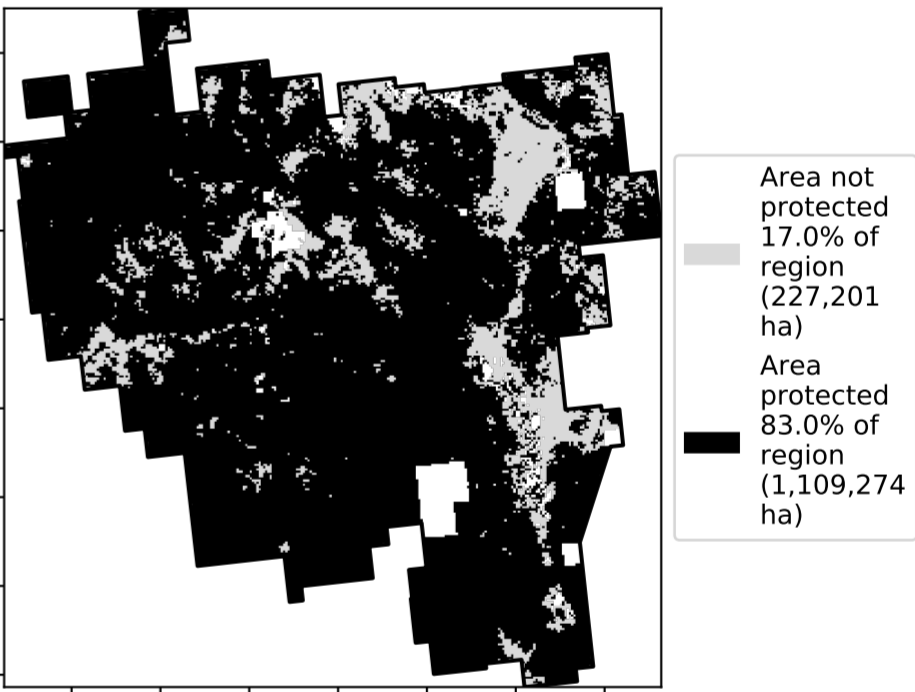 Area not
protected
17.0% of
region
(227,201
ha)
Area
protected
83.0% of
region
(1,109,274
ha)